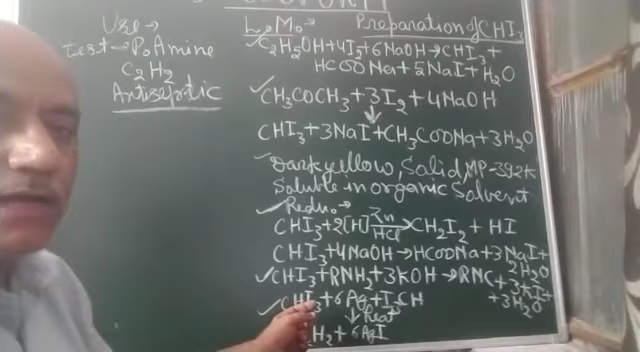 Use→
test→P. Amine
C2H2
Antiseptic
L.M.→ Preparation of CHI3
C2H5OH+4I2+6NaOH→CHI3+
HCOONa+5NaI+H2O
CH3COCH3+3I2+4NaOH
↓
CHI3+3NaI+CH3COONa+3H2O
Dark yellow, Solid, MP-392K
Soluble in organic Solvent
Redun→
CHI3+2[H] Zn/HCl→CH2I2+HI
CHI3+4NaOH→HCOONa+3NaI+
2H2O
CHI3+RNH2+3KOH→RNC+3KI+
+3H2O
CHI3+6Ag+I3CH
↓Heat
H2+6AgI